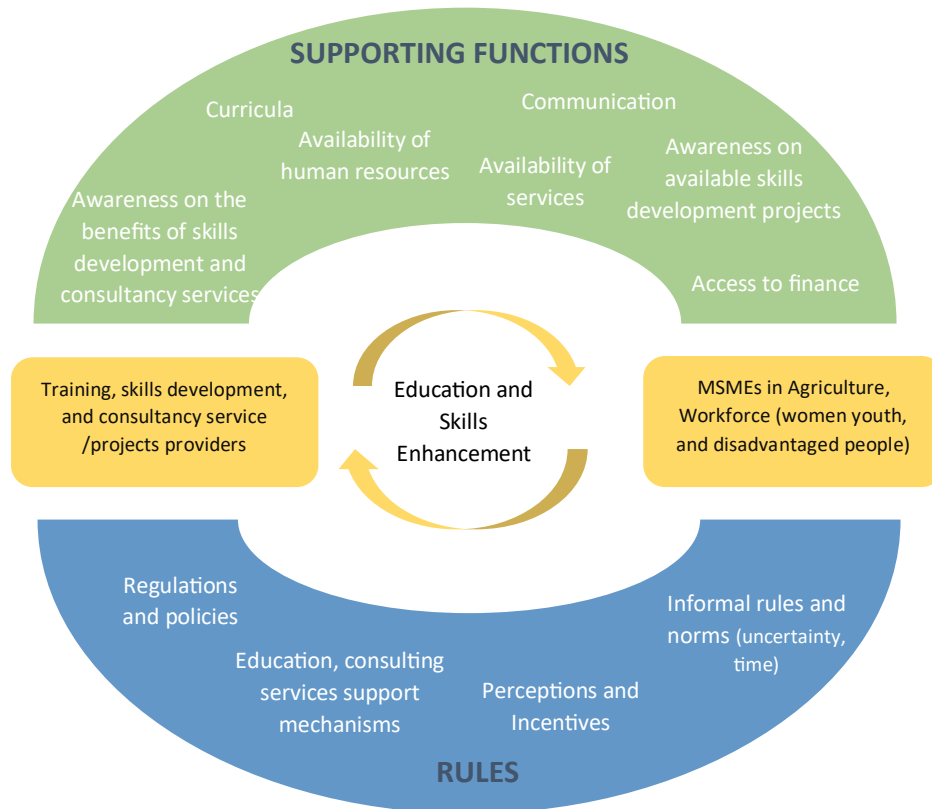 SUPPORTING FUNCTIONS
Curricula
Communication
Availability of
human resources
Availability of
services
Awareness on
available skills
development projects
Awareness on the
benefits of skills
development and
consultancy services
Access to finance
Training, skills development,
and consultancy service
/projects providers
Education and
Skills
Enhancement
MSMEs in Agriculture,
Workforce (women youth,
and disadvantaged people)
Regulations
and policies
Education, consulting
services support
mechanisms
Perceptions and
Incentives
Informal rules and
norms (uncertainty,
time)
RULES